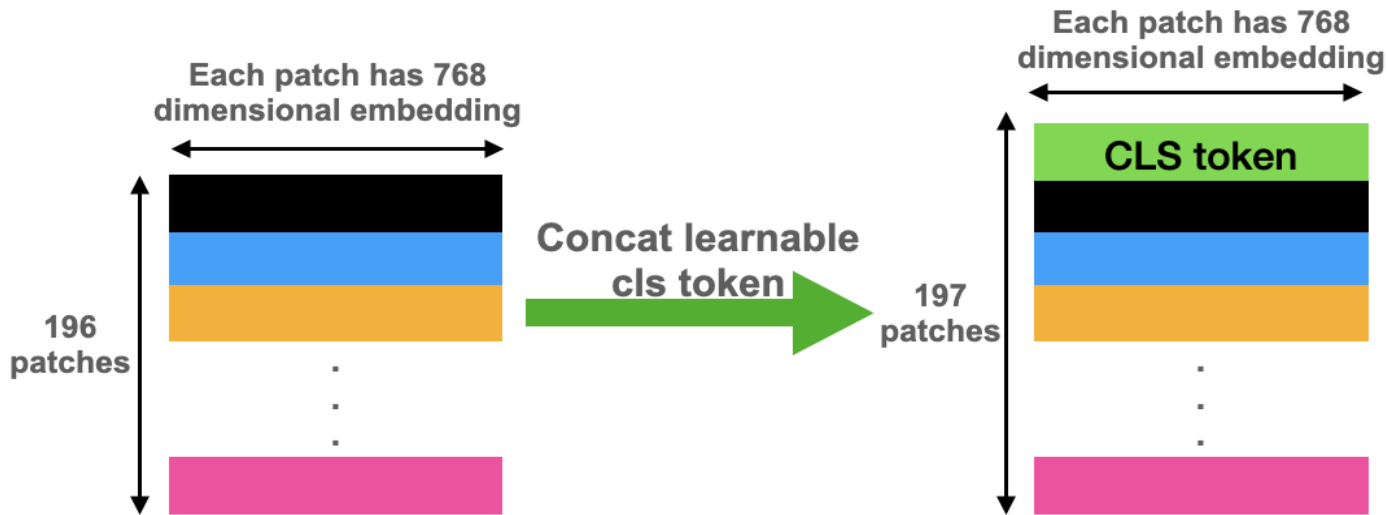 Each patch has 768
dimensional embedding
196
patches
Concat learnable
cls token
Each patch has 768
dimensional embedding
197
patches
CLS token